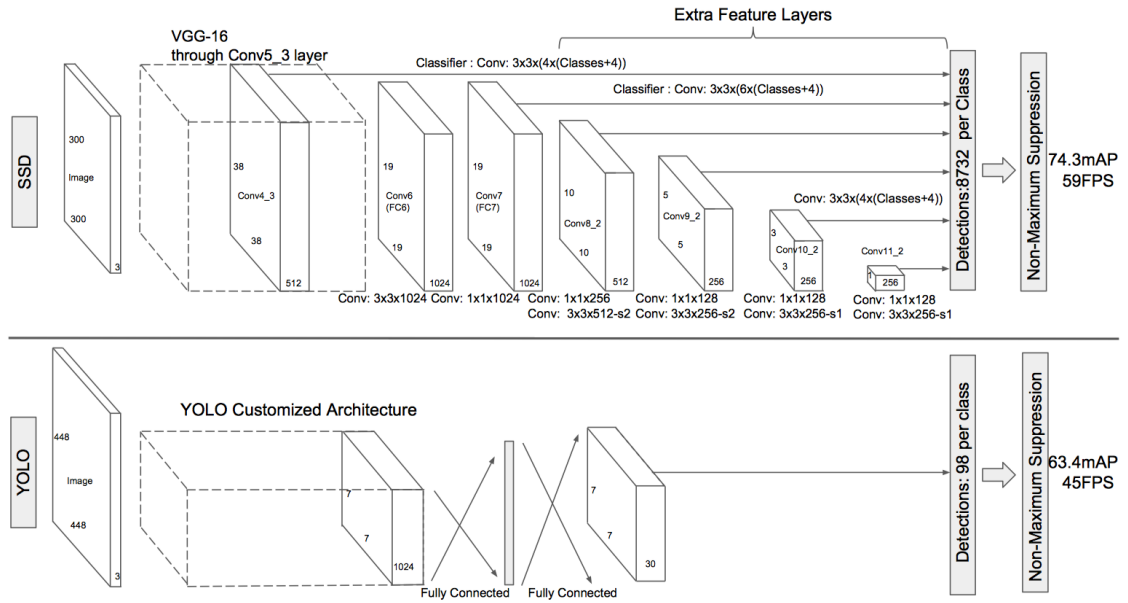 Extra Feature Layers
VGG-16
through Conv5_3 layer
Classifier : Conv: 3x3x(4x(Classes+4))
Classifier : Conv: 3x3x(6x(Classes+4))
Conv: 3x3x(4x(Classes+4))
SSD
300
Image
300
3
38
Conv4_3
38
512
19
Conv6
(FC6)
19
1024
19
Conv7
(FC7)
19
1024
10
Conv8_2
10
512
5
Conv9_2
5
256
3
Conv10_2
3
256
Conv11_2
1
256
Conv: 3x3x1024
Conv: 1x1x1024
Conv: 1x1x256
Conv: 3x3x512-s2
Conv: 1x1x128
Conv: 3x3x256-s2
Conv: 1x1x128
Conv: 3x3x256-s1
Conv: 1x1x128
Conv: 3x3x256-s1
Detections:8732 per Class
Non-Maximum Suppression
74.3mAP
59FPS
YOLO
448
Image
448
3
YOLO Customized Architecture
7
7
1024
Fully Connected
Fully Connected
7
7
30
Detections: 98 per class
Non-Maximum Suppression
63.4mAP
45FPS